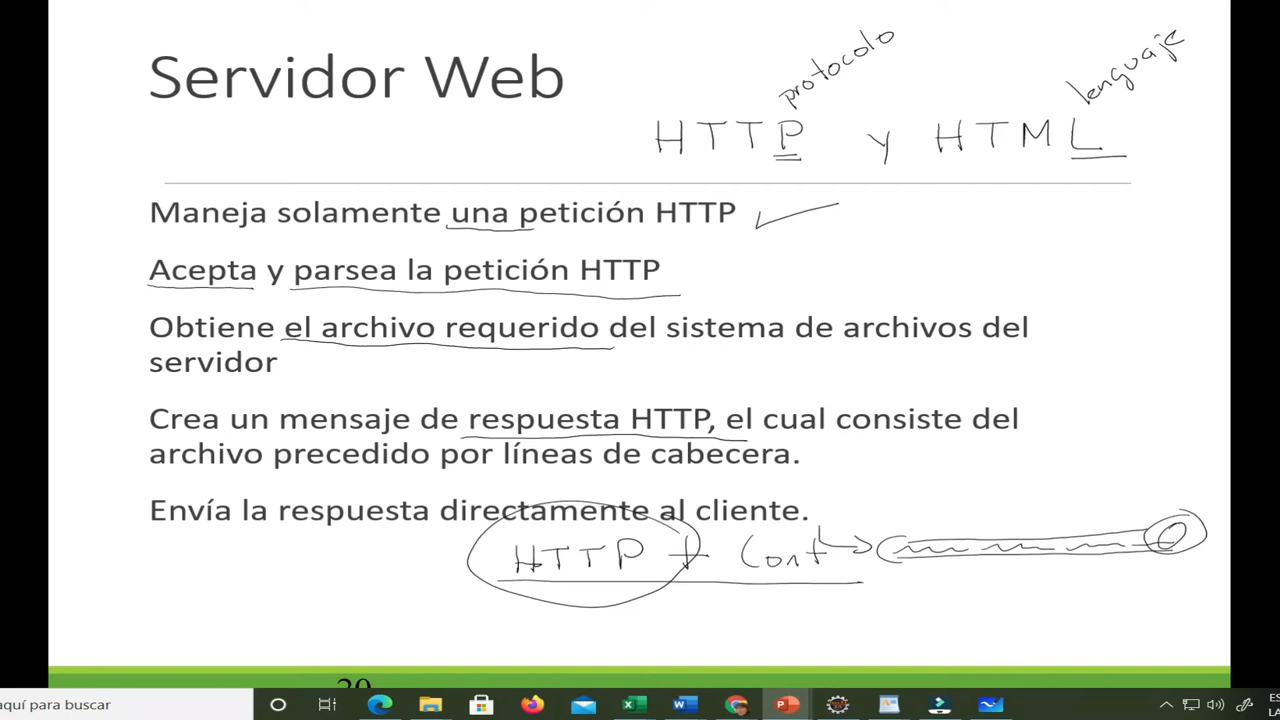 Servidor Web
protocolo
lenguaje
HTTP y HTML
Maneja solamente una petición HTTP
Acepta y parsea la petición HTTP
Obtiene el archivo requerido del sistema de archivos del
servidor
Crea un mensaje de respuesta HTTP, el cual consiste del
archivo precedido por líneas de cabecera.
Envía la respuesta directamente al cliente.
HTTP + Cont
aquí para buscar
ES
LA